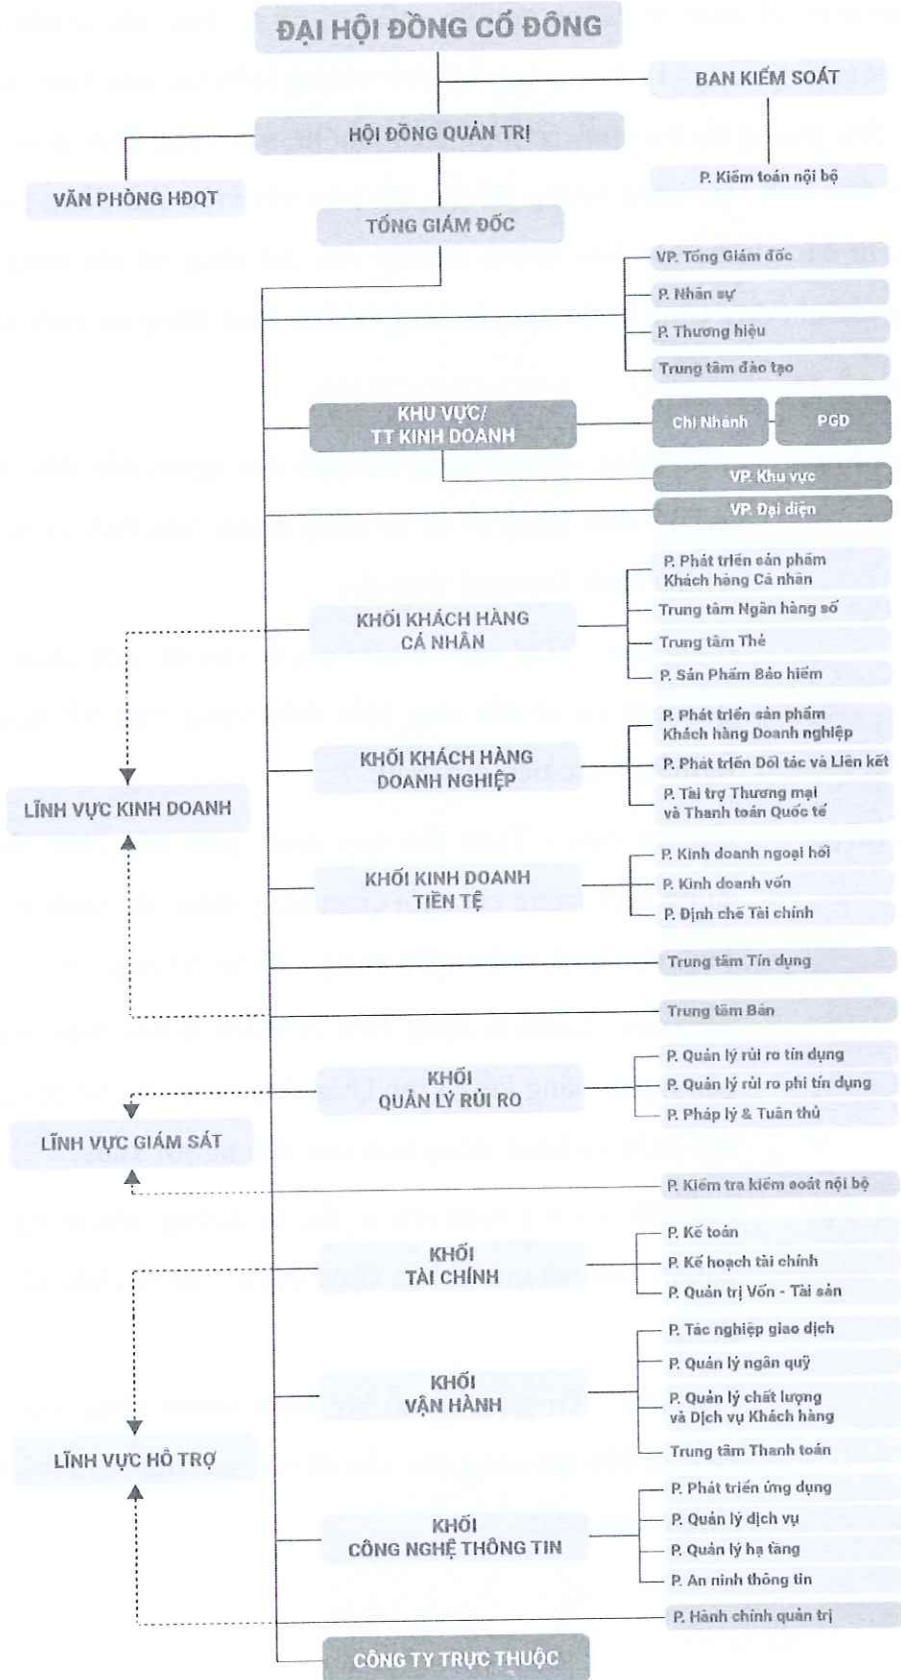 ĐẠI HỘI ĐỒNG CỔ ĐÔNG
BAN KIỂM SOÁT
HỘI ĐỒNG QUẢN TRỊ
P. Kiểm toán nội bộ
VĂN PHÒNG HĐQT
TỔNG GIÁM ĐỐC
VP. Tổng Giám đốc
P. Nhân sự
P. Thương hiệu
Trung tâm đào tạo
KHU VỰC/
TT KINH DOANH
Chi Nhánh
PGD
VP. Khu vực
VP. Đại diện
P. Phát triển sản phẩm
Khách hàng Cá nhân
KHỐI KHÁCH HÀNG
CÁ NHÂN
Trung tâm Ngân hàng số
Trung tâm Thẻ
P. Sản Phẩm Bảo hiểm
P. Phát triển sản phẩm
Khách hàng Doanh nghiệp
KHỐI KHÁCH HÀNG
DOANH NGHIỆP
P. Phát triển Đối tác và Liên kết
P. Tài trợ Thương mại
và Thanh toán Quốc tế
LĨNH VỰC KINH DOANH
P. Kinh doanh ngoại hối
KHỐI KINH DOANH
TIỀN TỆ
P. Kinh doanh vốn
P. Định chế Tài chính
Trung tâm Tín dụng
Trung tâm Bán
P. Quản lý rủi ro tín dụng
KHỐI
QUẢN LÝ RỦI RO
P. Quản lý rủi ro phi tín dụng
P. Pháp lý & Tuân thủ
LĨNH VỰC GIÁM SÁT
P. Kiểm tra kiểm soát nội bộ
P. Kế toán
KHỐI
TÀI CHÍNH
P. Kế hoạch tài chính
P. Quản trị Vốn - Tài sản
P. Tác nghiệp giao dịch
P. Quản lý ngân quỹ
KHỐI
VẬN HÀNH
P. Quản lý chất lượng
và Dịch vụ Khách hàng
Trung tâm Thanh toán
LĨNH VỰC HỖ TRỢ
P. Phát triển ứng dụng
P. Quản lý dịch vụ
KHỐI
CÔNG NGHỆ THÔNG TIN
P. Quản lý hạ tầng
P. An ninh thông tin
P. Hành chính quản trị
CÔNG TY TRỰC THUỘC